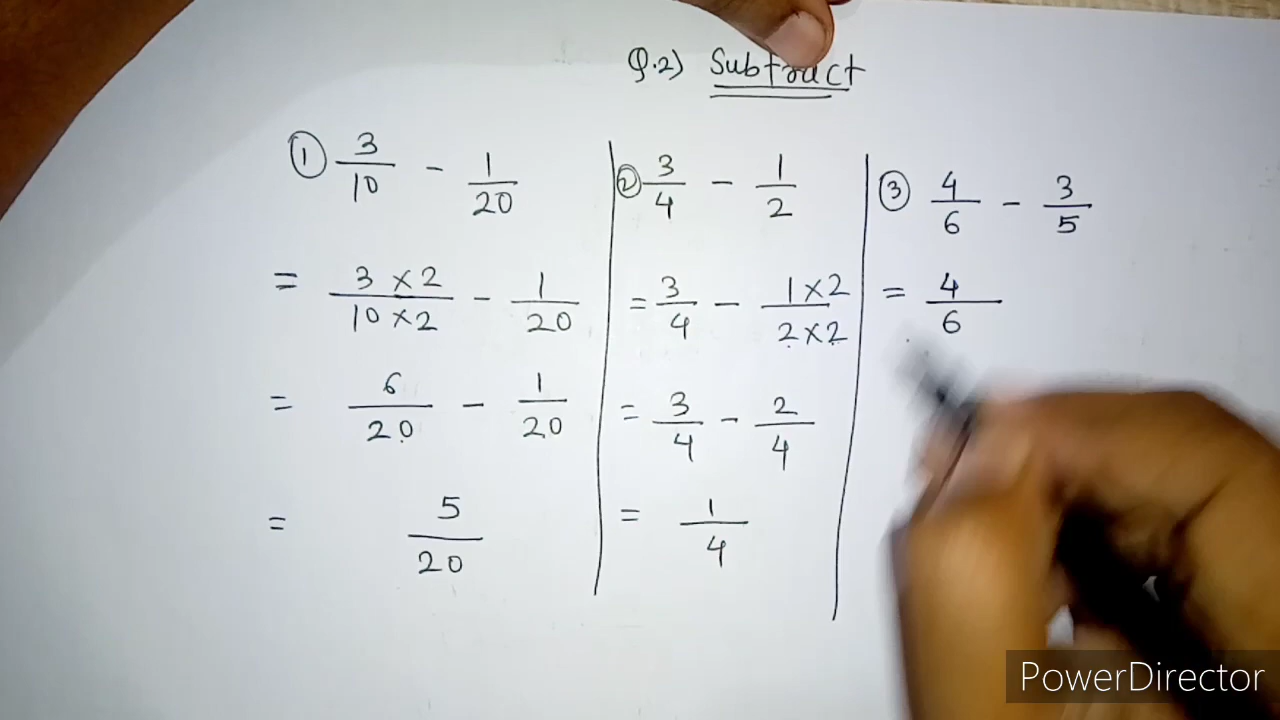 Q.2) Subtract
① 3/10 - 1/20
= 3 × 2/10 × 2 - 1/20
= 6/20 - 1/20
= 5/20
② 3/4 - 1/2
= 3/4 - 1 × 2/2 × 2
= 3/4 - 2/4
= 1/4
③ 4/6 - 3/5
= 4/6
PowerDirector